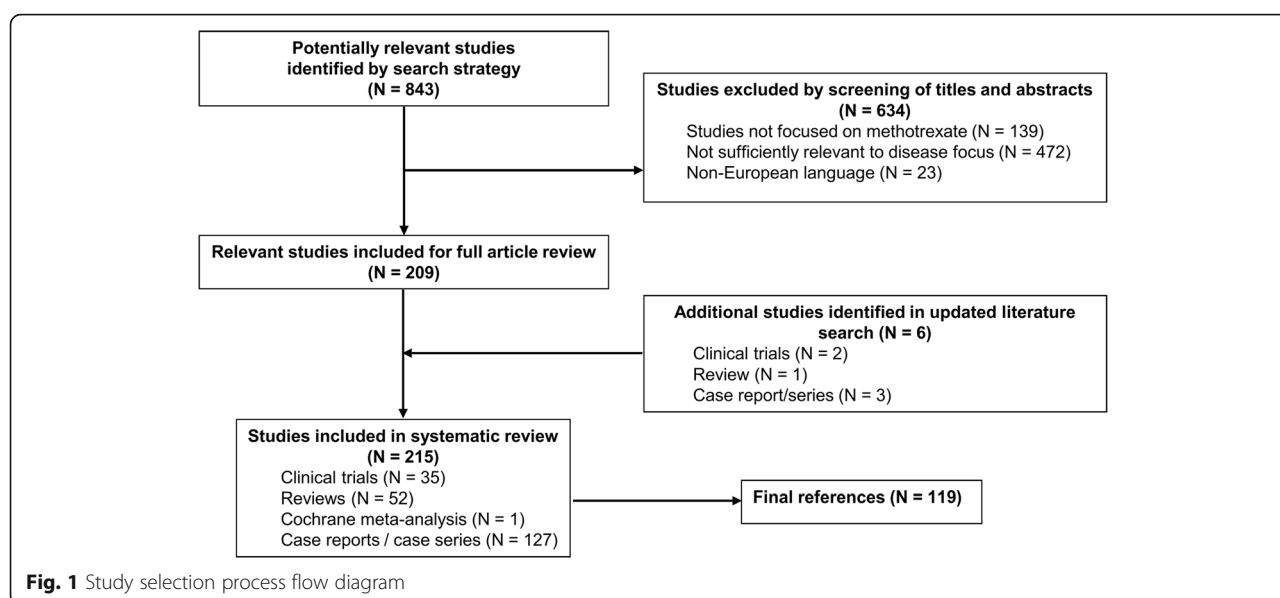 Potentially relevant studies
identified by search strategy
(N = 843)
Studies excluded by screening of titles and abstracts
(N = 634)
Studies not focused on methotrexate (N = 139)
Not sufficiently relevant to disease focus (N = 472)
Non-European language (N = 23)
Relevant studies included for full article review
(N = 209)
Additional studies identified in updated literature
search (N = 6)
Clinical trials (N = 2)
Review (N = 1)
Case report/series (N = 3)
Studies included in systematic review
(N = 215)
Clinical trials (N = 35)
Reviews (N = 52)
Cochrane meta-analysis (N = 1)
Case reports / case series (N = 127)
Final references (N = 119)
Fig. 1 Study selection process flow diagram